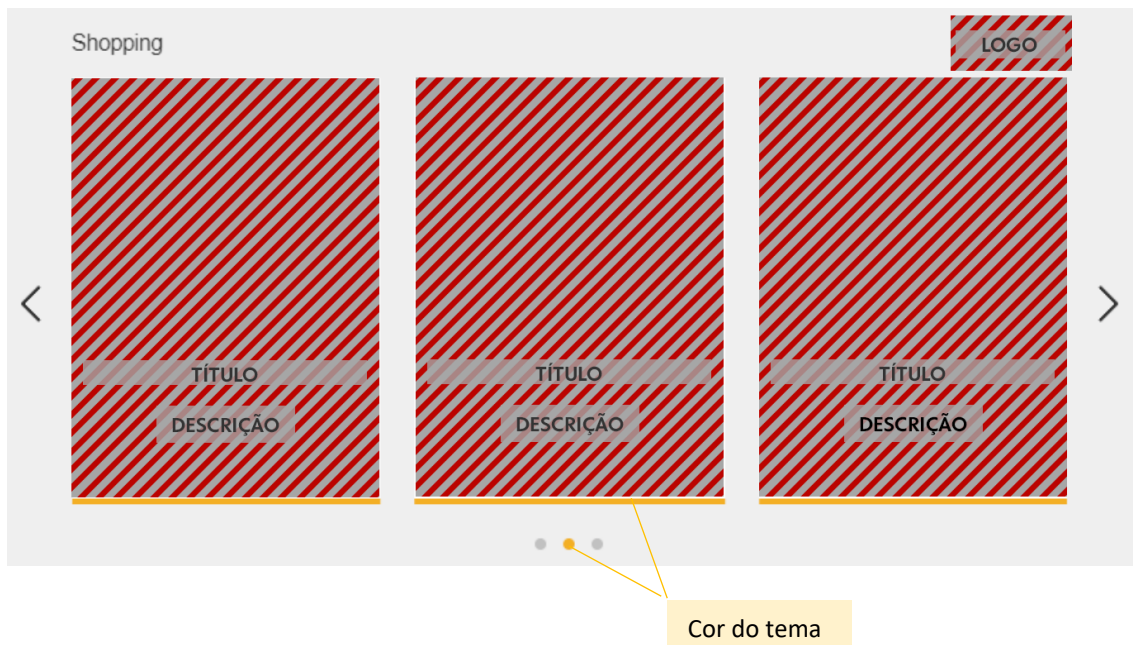 Shopping
LOGO
TÍTULO
TÍTULO
TÍTULO
DESCRIÇÃO
DESCRIÇÃO
DESCRIÇÃO
Cor do tema